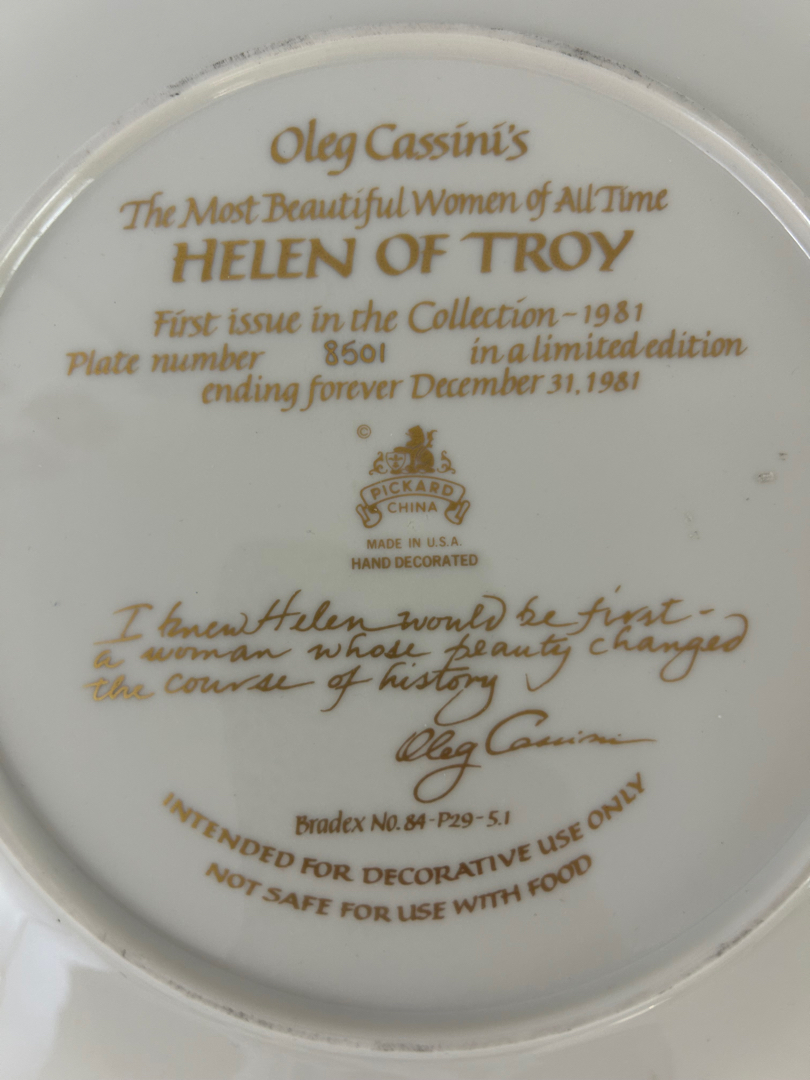 Oleg Cassini's
The Most Beautiful Women of All Time
HELEN OF TROY
First issue in the Collection - 1981
Plate number 8501 in a limited edition
ending forever December 31, 1981
©
PICKARD
CHINA
MADE IN U.S.A.
HAND DECORATED
I knew Helen would be first -
a woman whose beauty changed
the course of history
Oleg Cassini
Bradex No. 84-P29-5.1
INTENDED FOR DECORATIVE USE ONLY
NOT SAFE FOR USE WITH FOOD